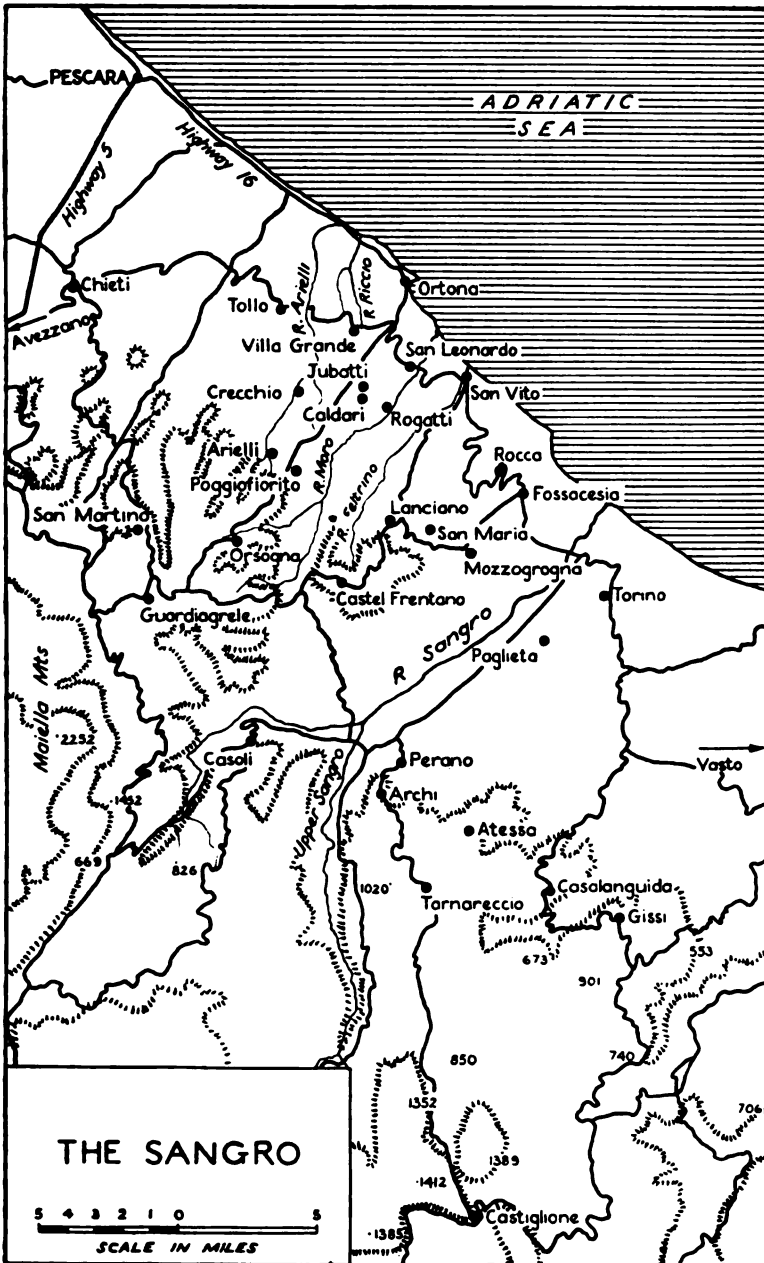 PESCARA
ADRIATIC
SEA
Highway 16
Highway 5
Chieti
Ortona
R. Arielli
R Riccio
Tollo
Avezzano
Villa Grande
San Leonardo
Jubatti
San Vito
Crecchio
Caldari
Rogatti
Arielli
R. Moro
Rocca
Poggiofiorito
R. Feltrino
Fossacesia
San Martino
Lanciano
San Maria
Orsogna
Mozzogrogna
Castel Frentano
Torino
Guardiagrele
R Sangro
Paglieta
Maiella Mts
·2252
Casoli
Upper Sangro
Perano
Vasto
·1412
Archi
Atessa
669
826
1020
Casalanquida
Tarnareccio
Gissi
673
553
901
850
740
1352
706
THE SANGRO
1389
·1412
5 4 3 2 1 0 5
Castiglione
·1385
SCALE IN MILES